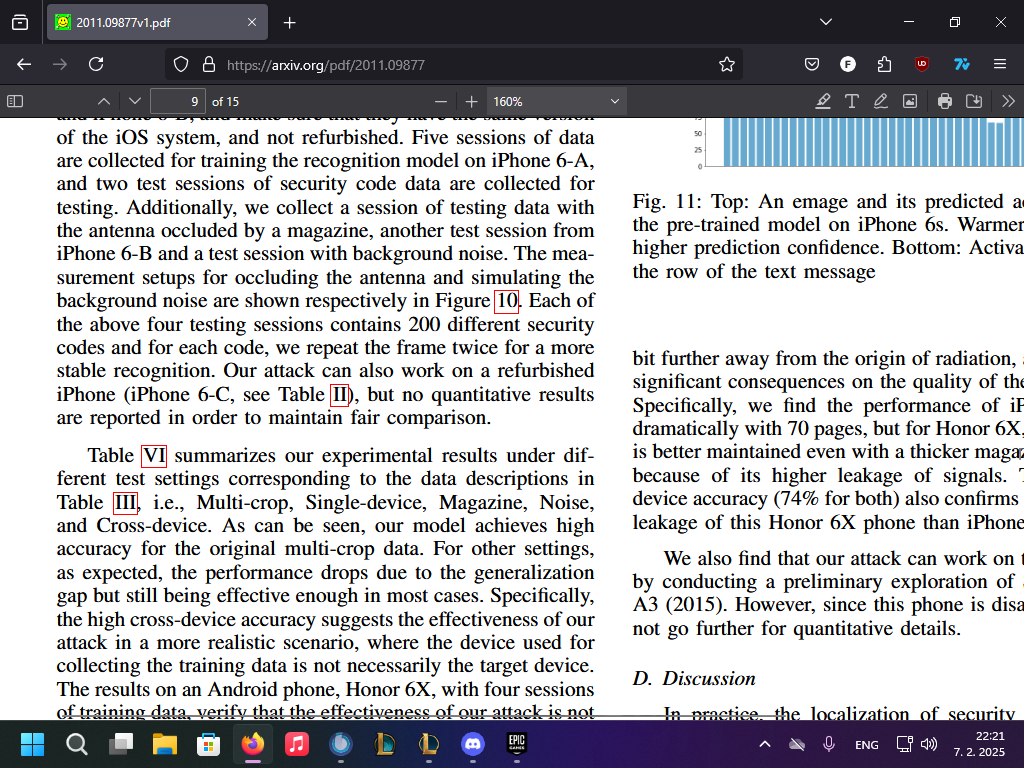 2011.09877v1.pdf
https://arxiv.org/pdf/2011.09877
9 of 15
160%
and iPhone 6-B, and make sure that they have the same version
of the iOS system, and not refurbished. Five sessions of data
are collected for training the recognition model on iPhone 6-A,
and two test sessions of security code data are collected for
testing. Additionally, we collect a session of testing data with
the antenna occluded by a magazine, another test session from
iPhone 6-B and a test session with background noise. The mea-
surement setups for occluding the antenna and simulating the
background noise are shown respectively in Figure 10. Each of
the above four testing sessions contains 200 different security
codes and for each code, we repeat the frame twice for a more
stable recognition. Our attack can also work on a refurbished
iPhone (iPhone 6-C, see Table II), but no quantitative results
are reported in order to maintain fair comparison.
Table VI summarizes our experimental results under dif-
ferent test settings corresponding to the data descriptions in
Table III, i.e., Multi-crop, Single-device, Magazine, Noise,
and Cross-device. As can be seen, our model achieves high
accuracy for the original multi-crop data. For other settings,
as expected, the performance drops due to the generalization
gap but still being effective enough in most cases. Specifically,
the high cross-device accuracy suggests the effectiveness of our
attack in a more realistic scenario, where the device used for
collecting the training data is not necessarily the target device.
The results on an Android phone, Honor 6X, with four sessions
of training data, verify that the effectiveness of our attack is not
75
50
25
0
Fig. 11: Top: An emage and its predicted a
the pre-trained model on iPhone 6s. Warmer
higher prediction confidence. Bottom: Activa
the row of the text message
bit further away from the origin of radiation,
significant consequences on the quality of the
Specifically, we find the performance of iP
dramatically with 70 pages, but for Honor 6X,
is better maintained even with a thicker maga
because of its higher leakage of signals. T
device accuracy (74% for both) also confirms
leakage of this Honor 6X phone than iPhone
We also find that our attack can work on t
by conducting a preliminary exploration of
A3 (2015). However, since this phone is disa
not go further for quantitative details.
D. Discussion
In practice, the localization of security
F
UD
EPIC
GAMES
ENG
22:21
7. 2. 2025